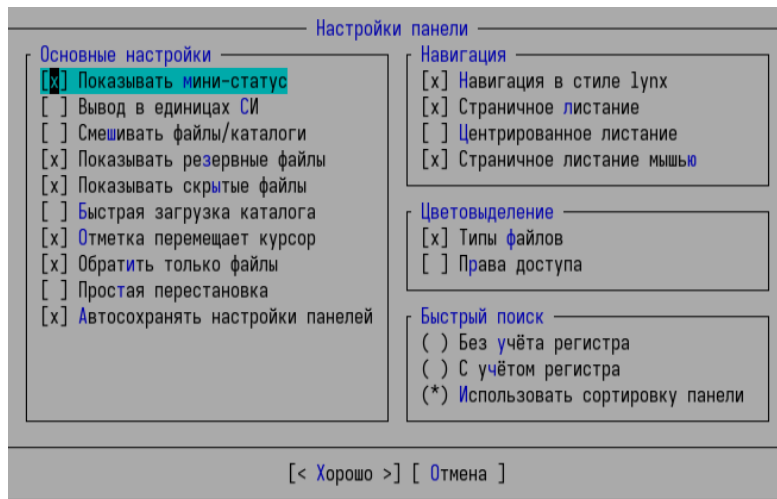 Настройки панели
Основные настройки
[x] Показывать мини-статус
[ ] Вывод в единицах СИ
[ ] Смешивать файлы/каталоги
[x] Показывать резервные файлы
[x] Показывать скрытые файлы
[ ] Быстрая загрузка каталога
[x] Отметка перемещает курсор
[x] Обратить только файлы
[ ] Простая перестановка
[x] Автосохранять настройки панелей
Навигация
[x] Навигация в стиле lynx
[x] Страничное листание
[ ] Центрированное листание
[x] Страничное листание мышью
Цветовыделение
[x] Типы файлов
[ ] Права доступа
Быстрый поиск
( ) Без учёта регистра
( ) С учётом регистра
(*) Использовать сортировку панели
[< Хорошо >] [ Отмена ]